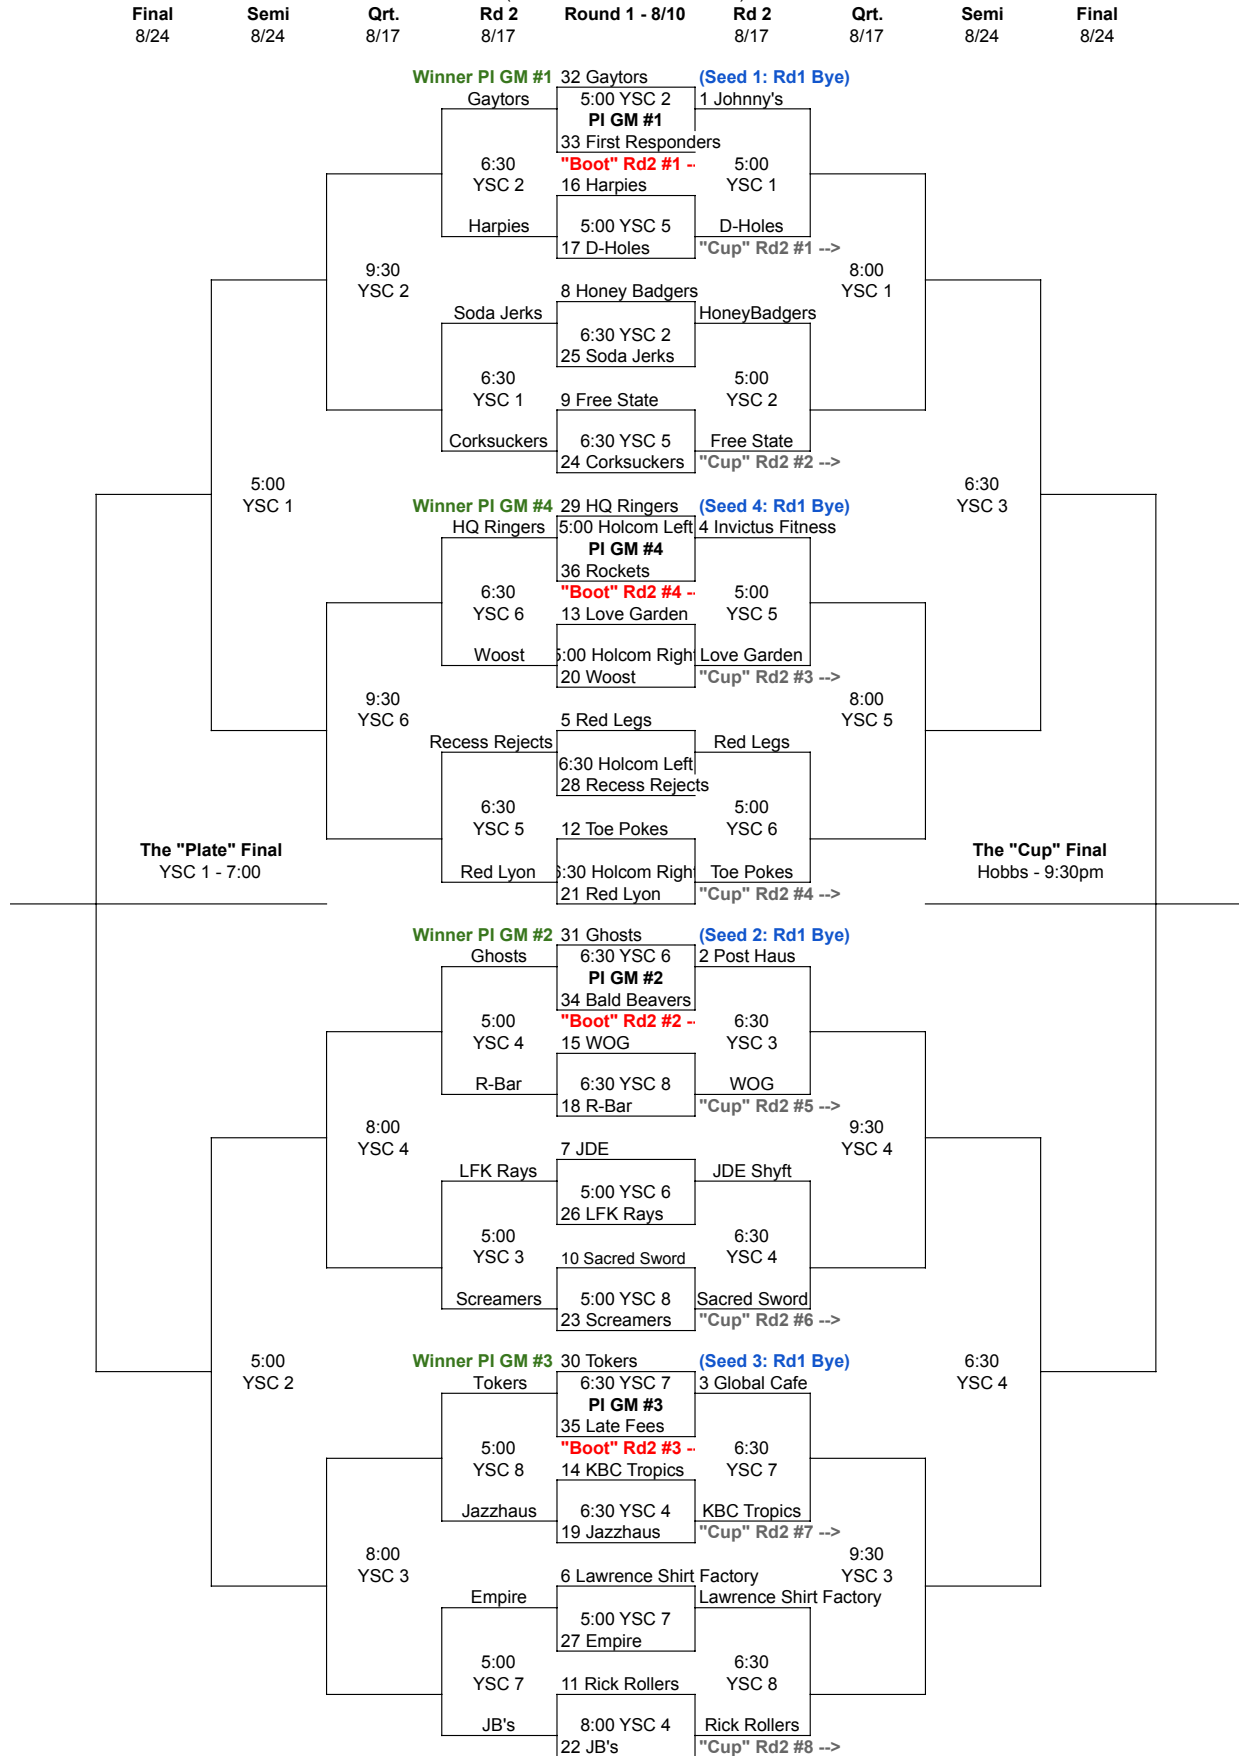 Final Semi Qrt. Rd 2 Round 1 - 8/10 Rd 2 Qrt. Semi Final
8/24 8/24 8/17 8/17 8/17 8/17 8/24 8/24
Winner PI GM #1 32 Gaytors (Seed 1: Rd1 Bye)
Gaytors 5:00 YSC 2 1 Johnny's
PI GM #1
33 First Responders
6:30 "Boot" Rd2 #1 -- 5:00
YSC 2 16 Harpies YSC 1
Harpies 5:00 YSC 5 D-Holes
17 D-Holes "Cup" Rd2 #1 -->
9:30 8:00
YSC 2 YSC 1
8 Honey Badgers
Soda Jerks HoneyBadgers
6:30 YSC 2
25 Soda Jerks
6:30 5:00
YSC 1 9 Free State YSC 2
Corksuckers 6:30 YSC 5 Free State
24 Corksuckers "Cup" Rd2 #2 -->
5:00 6:30
YSC 1 YSC 3
Winner PI GM #4 29 HQ Ringers (Seed 4: Rd1 Bye)
HQ Ringers 5:00 Holcom Left 4 Invictus Fitness
PI GM #4
36 Rockets
6:30 "Boot" Rd2 #4 -- 5:00
YSC 6 13 Love Garden YSC 5
Woost 5:00 Holcom Right Love Garden
20 Woost "Cup" Rd2 #3 -->
9:30 8:00
YSC 6 5 Red Legs YSC 5
Recess Rejects Red Legs
6:30 Holcom Left
28 Recess Rejects
6:30 5:00
YSC 5 12 Toe Pokes YSC 6
The "Plate" Final The "Cup" Final
YSC 1 - 7:00 Red Lyon 6:30 Holcom Right Toe Pokes Hobbs - 9:30pm
21 Red Lyon "Cup" Rd2 #4 -->
Winner PI GM #2 31 Ghosts (Seed 2: Rd1 Bye)
Ghosts 6:30 YSC 6 2 Post Haus
PI GM #2
34 Bald Beavers
5:00 "Boot" Rd2 #2 -- 6:30
YSC 4 15 WOG YSC 3
R-Bar 6:30 YSC 8 WOG
18 R-Bar "Cup" Rd2 #5 -->
8:00 9:30
YSC 4 7 JDE YSC 4
LFK Rays JDE Shyft
5:00 YSC 6
26 LFK Rays
5:00 6:30
YSC 3 10 Sacred Sword YSC 4
Screamers 5:00 YSC 8 Sacred Sword
23 Screamers "Cup" Rd2 #6 -->
5:00 Winner PI GM #3 30 Tokers (Seed 3: Rd1 Bye) 6:30
YSC 2 Tokers 6:30 YSC 7 3 Global Cafe YSC 4
PI GM #3
35 Late Fees
5:00 "Boot" Rd2 #3 -- 6:30
YSC 8 14 KBC Tropics YSC 7
Jazzhaus 6:30 YSC 4 KBC Tropics
19 Jazzhaus "Cup" Rd2 #7 -->
8:00 9:30
YSC 3 6 Lawrence Shirt Factory YSC 3
Empire Lawrence Shirt Factory
5:00 YSC 7
27 Empire
5:00 6:30
YSC 7 11 Rick Rollers YSC 8
JB's 8:00 YSC 4 Rick Rollers
22 JB's "Cup" Rd2 #8 -->